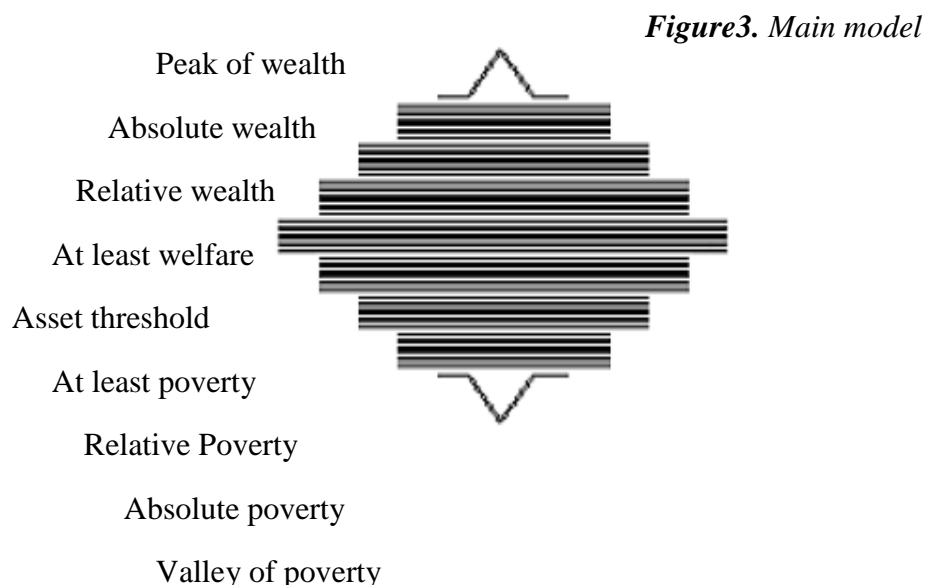 Figure3. Main model
Peak of wealth
Absolute wealth
Relative wealth
At least welfare
Asset threshold
At least poverty
Relative Poverty
Absolute poverty
Valley of poverty